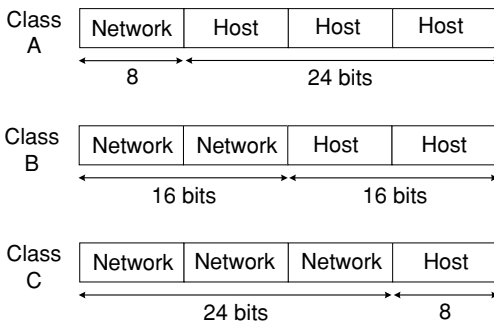 Class A
Network Host Host Host
8 24 bits
Class B
Network Network Host Host
16 bits 16 bits
Class C
Network Network Network Host
24 bits 8